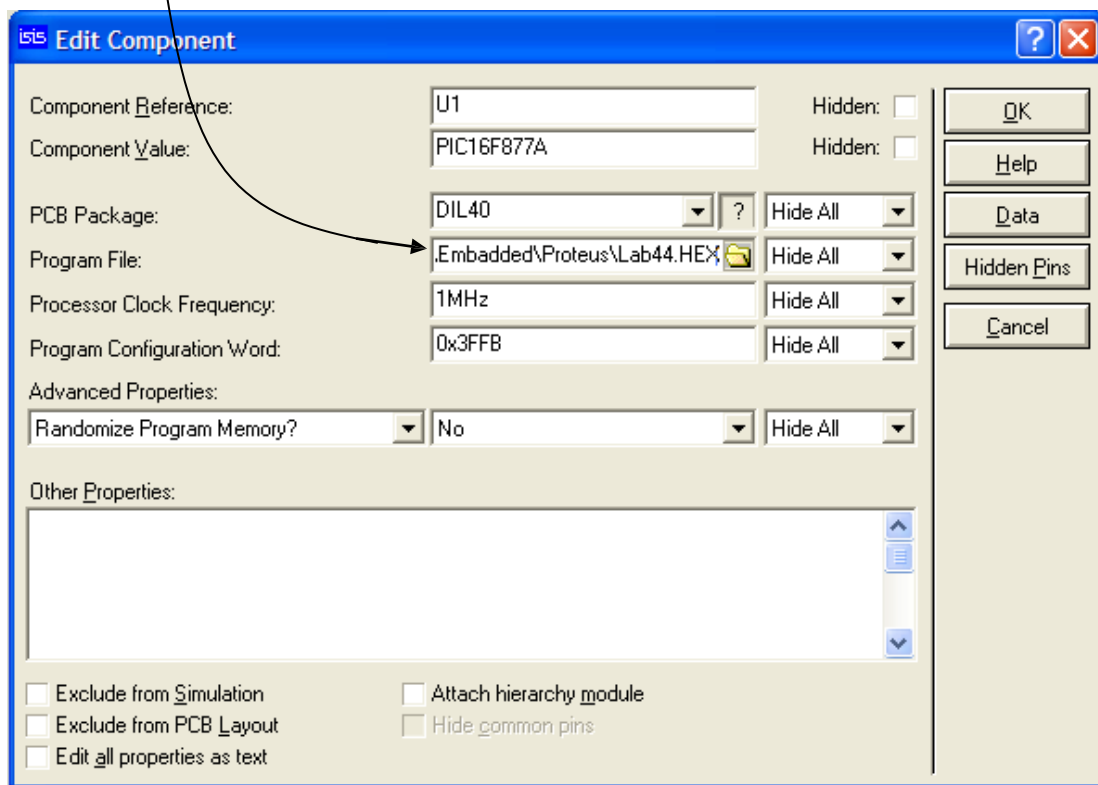 isis Edit Component
Component Reference: U1 Hidden: OK
Component Value: PIC16F877A Hidden: Help
PCB Package: DIL40 ? Hide All Data
Program File: .Embadded\Proteus\Lab44.HEX Hide All Hidden Pins
Processor Clock Frequency: 1MHz Hide All
Cancel
Program Configuration Word: 0x3FFB Hide All
Advanced Properties:
Randomize Program Memory? No Hide All
Other Properties:
Exclude from Simulation Attach hierarchy module
Exclude from PCB Layout Hide common pins
Edit all properties as text